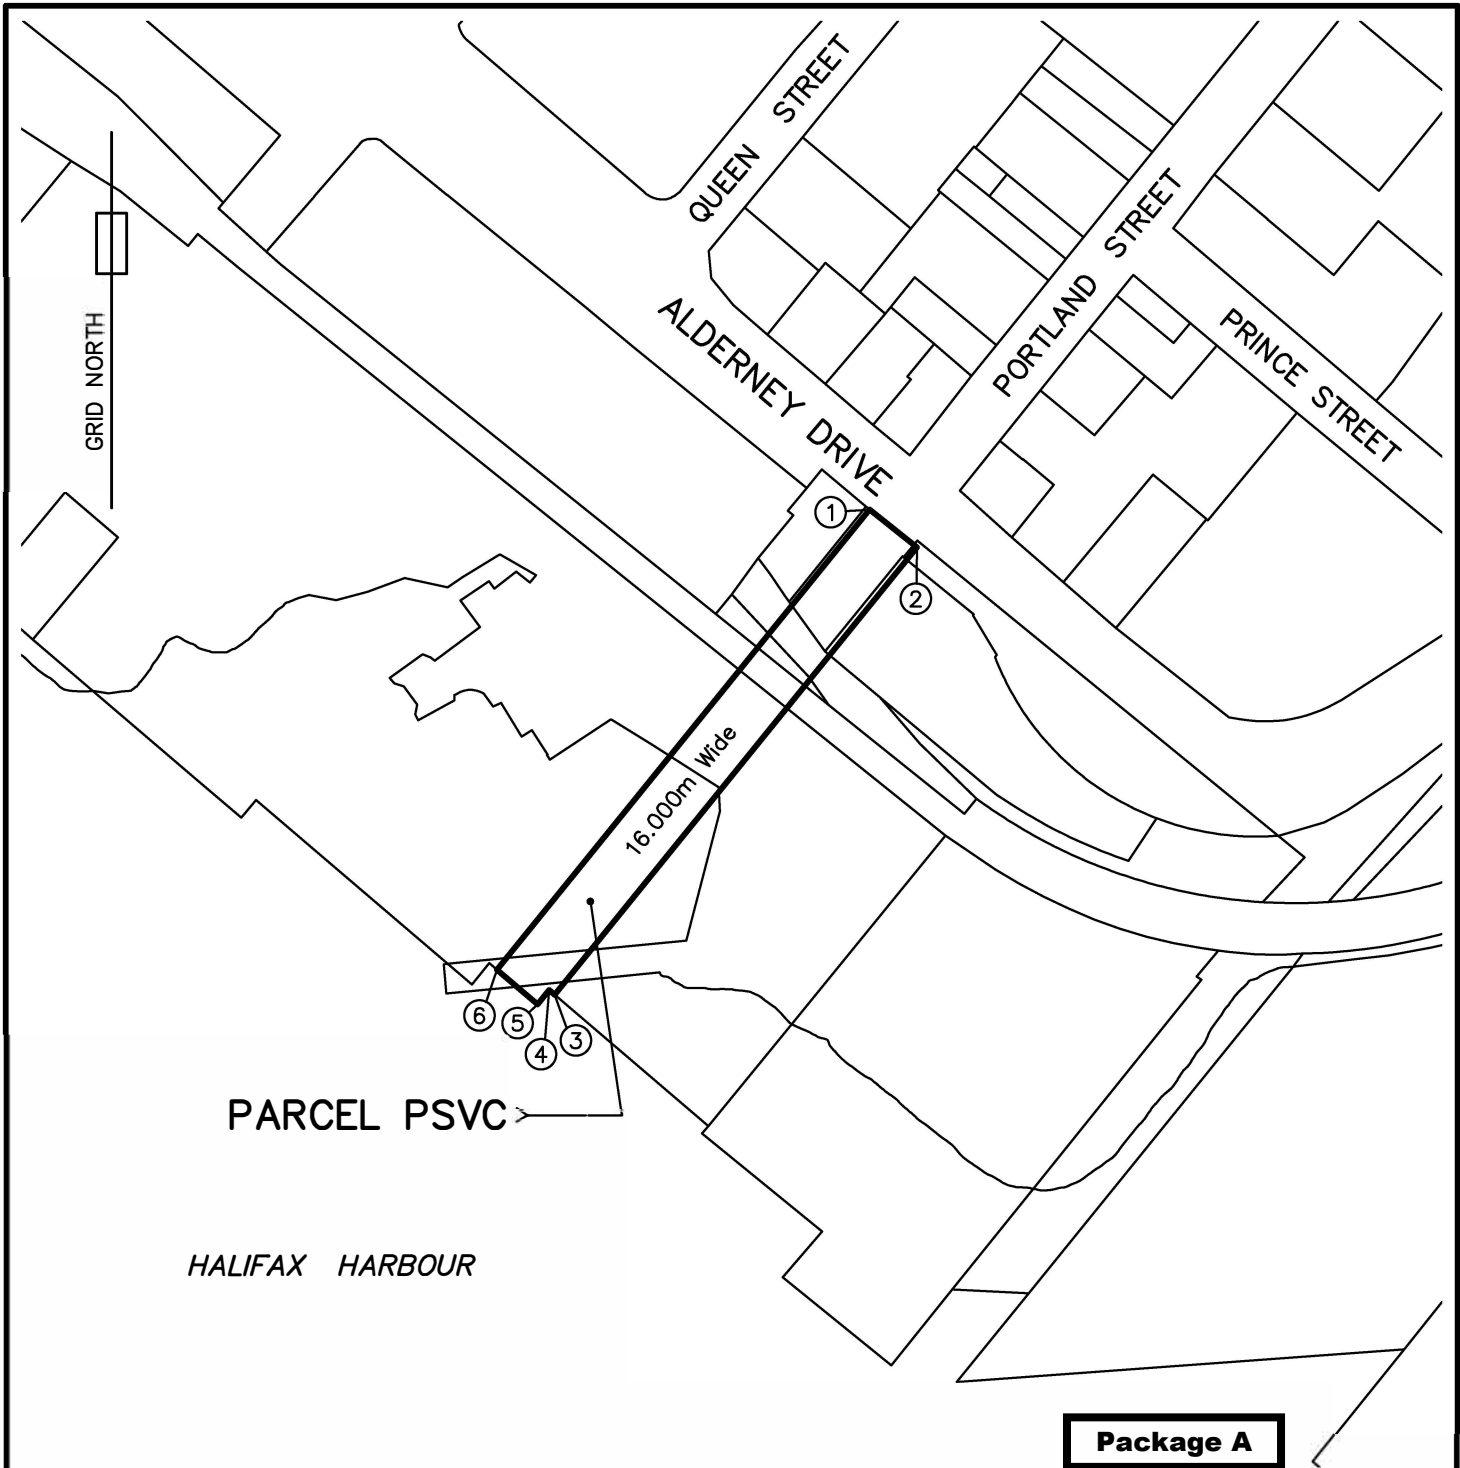 QUEEN STREET
PORTLAND STREET
PRINCE STREET
ALDERNEY DRIVE
GRID NORTH
1
2
16.000m Wide
6
5
4
3
PARCEL PSVC
HALIFAX HARBOUR
Package A